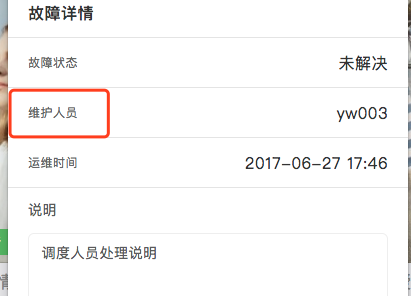 故障详情
故障状态 未解决
维护人员 yw003
运维时间 2017-06-27 17:46
说明
调度人员处理说明